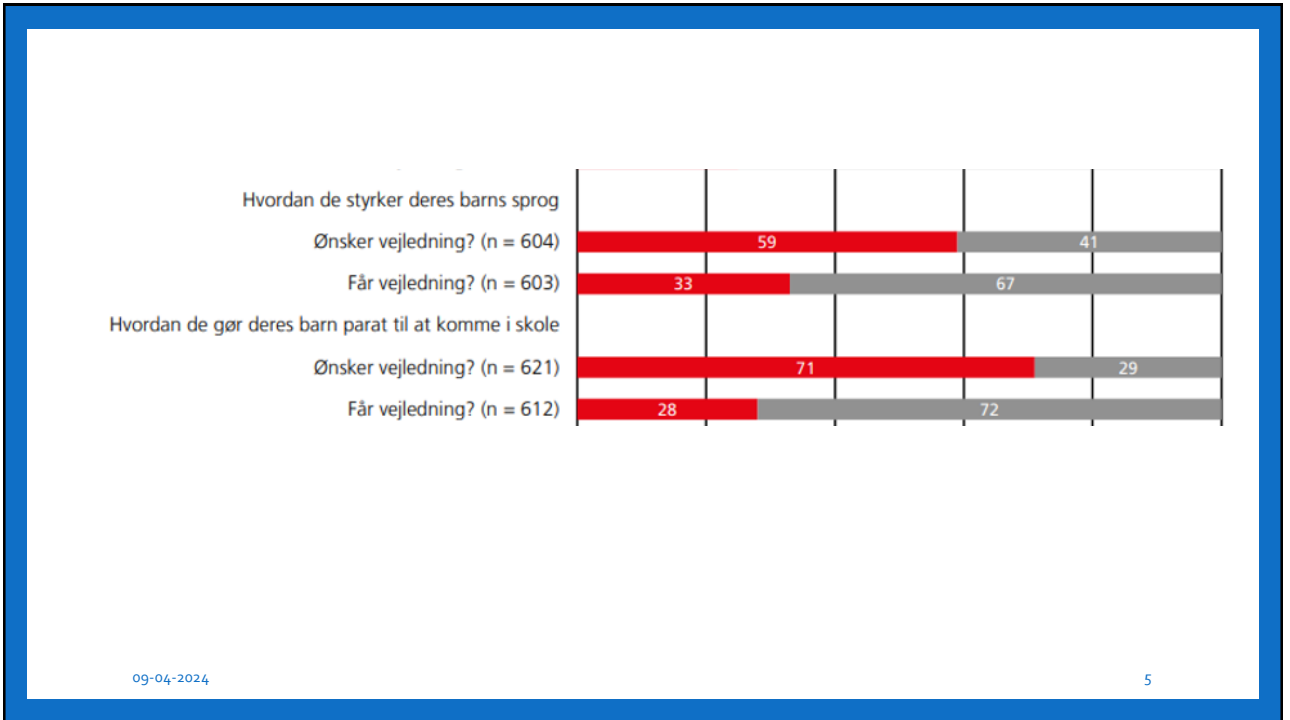 Hvordan de styrker deres barns sprog
Ønsker vejledning? (n = 604) 59 41
Får vejledning? (n = 603) 33 67
Hvordan de gør deres barn parat til at komme i skole
Ønsker vejledning? (n = 621) 71 29
Får vejledning? (n = 612) 28 72
09-04-2024 5